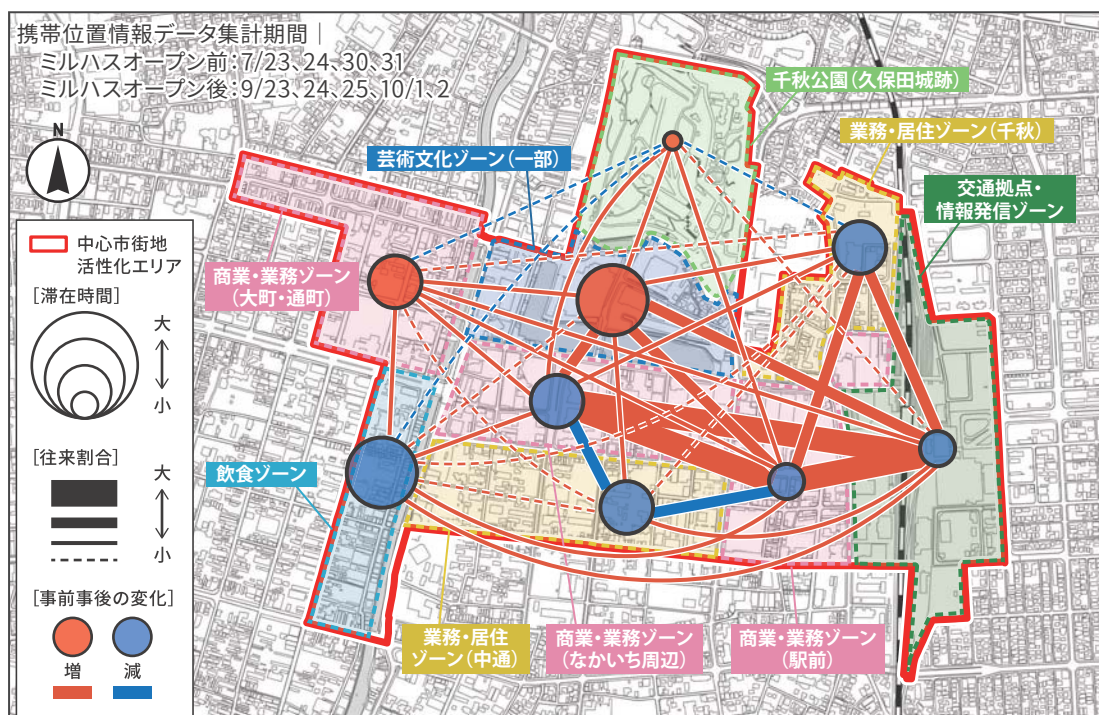 携帯位置情報データ集計期間｜
ミルハスオープン前：7/23、24、30、31
ミルハスオープン後：9/23、24、25、10/1、2
N
千秋公園（久保田城跡）
業務・居住ゾーン（千秋）
芸術文化ゾーン（一部）
交通拠点・
情報発信ゾーン
商業・業務ゾーン
（大町・通町）
中心市街地
活性化エリア
［滞在時間］
大
小
［往来割合］
大
小
［事前事後の変化］
増
減
飲食ゾーン
業務・居住
ゾーン（中通）
商業・業務ゾーン
（なかいち周辺）
商業・業務ゾーン
（駅前）